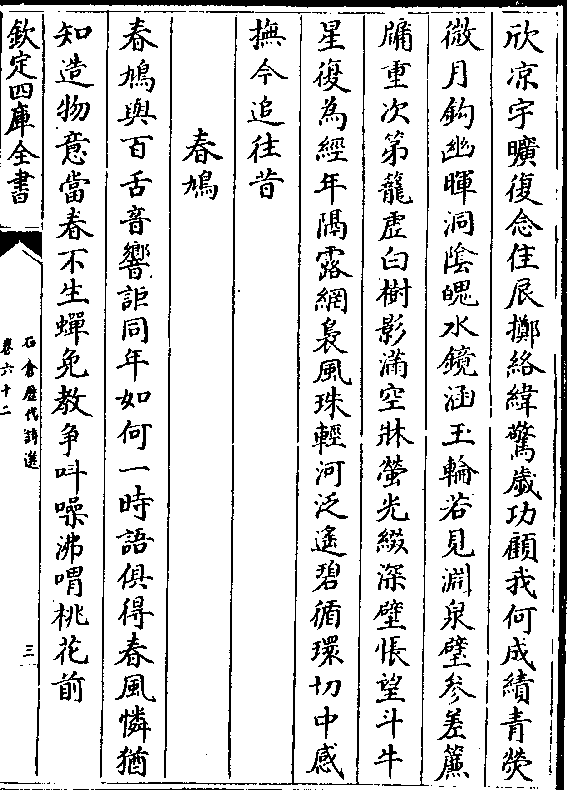 欣凉宇曠復念佳辰擲絡緯驚歲功顧我何成績青熒
微月鈎幽暉洞陰魄水鏡涵玉輪若見淵泉璧參差簾
牖重次第籠虛白樹影滿空牀螢光綴深壁悵望斗牛
星復為經年隔露網裊風珠輕河泛遙碧循環切中感
撫今追往昔
春鳩
春鳩與百舌音響詎同年如何一時語俱得春風憐猶
知造物意當春不生蟬免教争叫噪沸㗖桃花前
欽定四庫全書
石倉歷代詩選
卷六十二
三